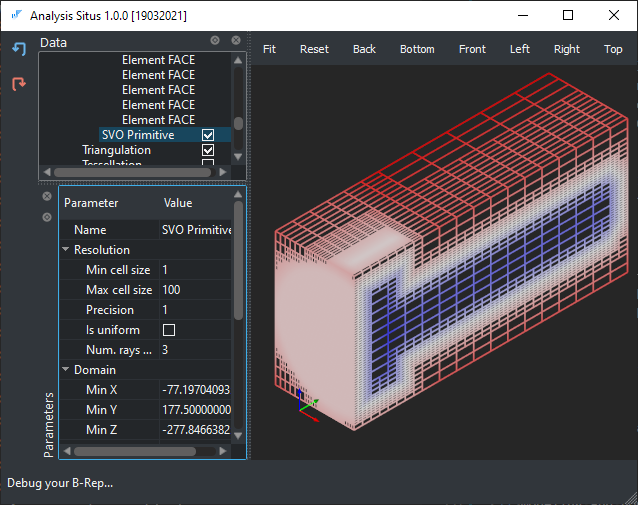 Analysis Situs 1.0.0 [19032021]
Data
Fit Reset Back Bottom Front Left Right Top
Element FACE
Element FACE
Element FACE
Element FACE
Element FACE
SVO Primitive
Triangulation
Tessellation
Parameter Value
Name SVO Primitive
Resolution
Min cell size 1
Max cell size 100
Precision 1
Is uniform
Num. rays ... 3
Domain
Min X -77.19704093
Min Y 177.50000000
Min Z -277.8466382
Parameters
Debug your B-Rep...